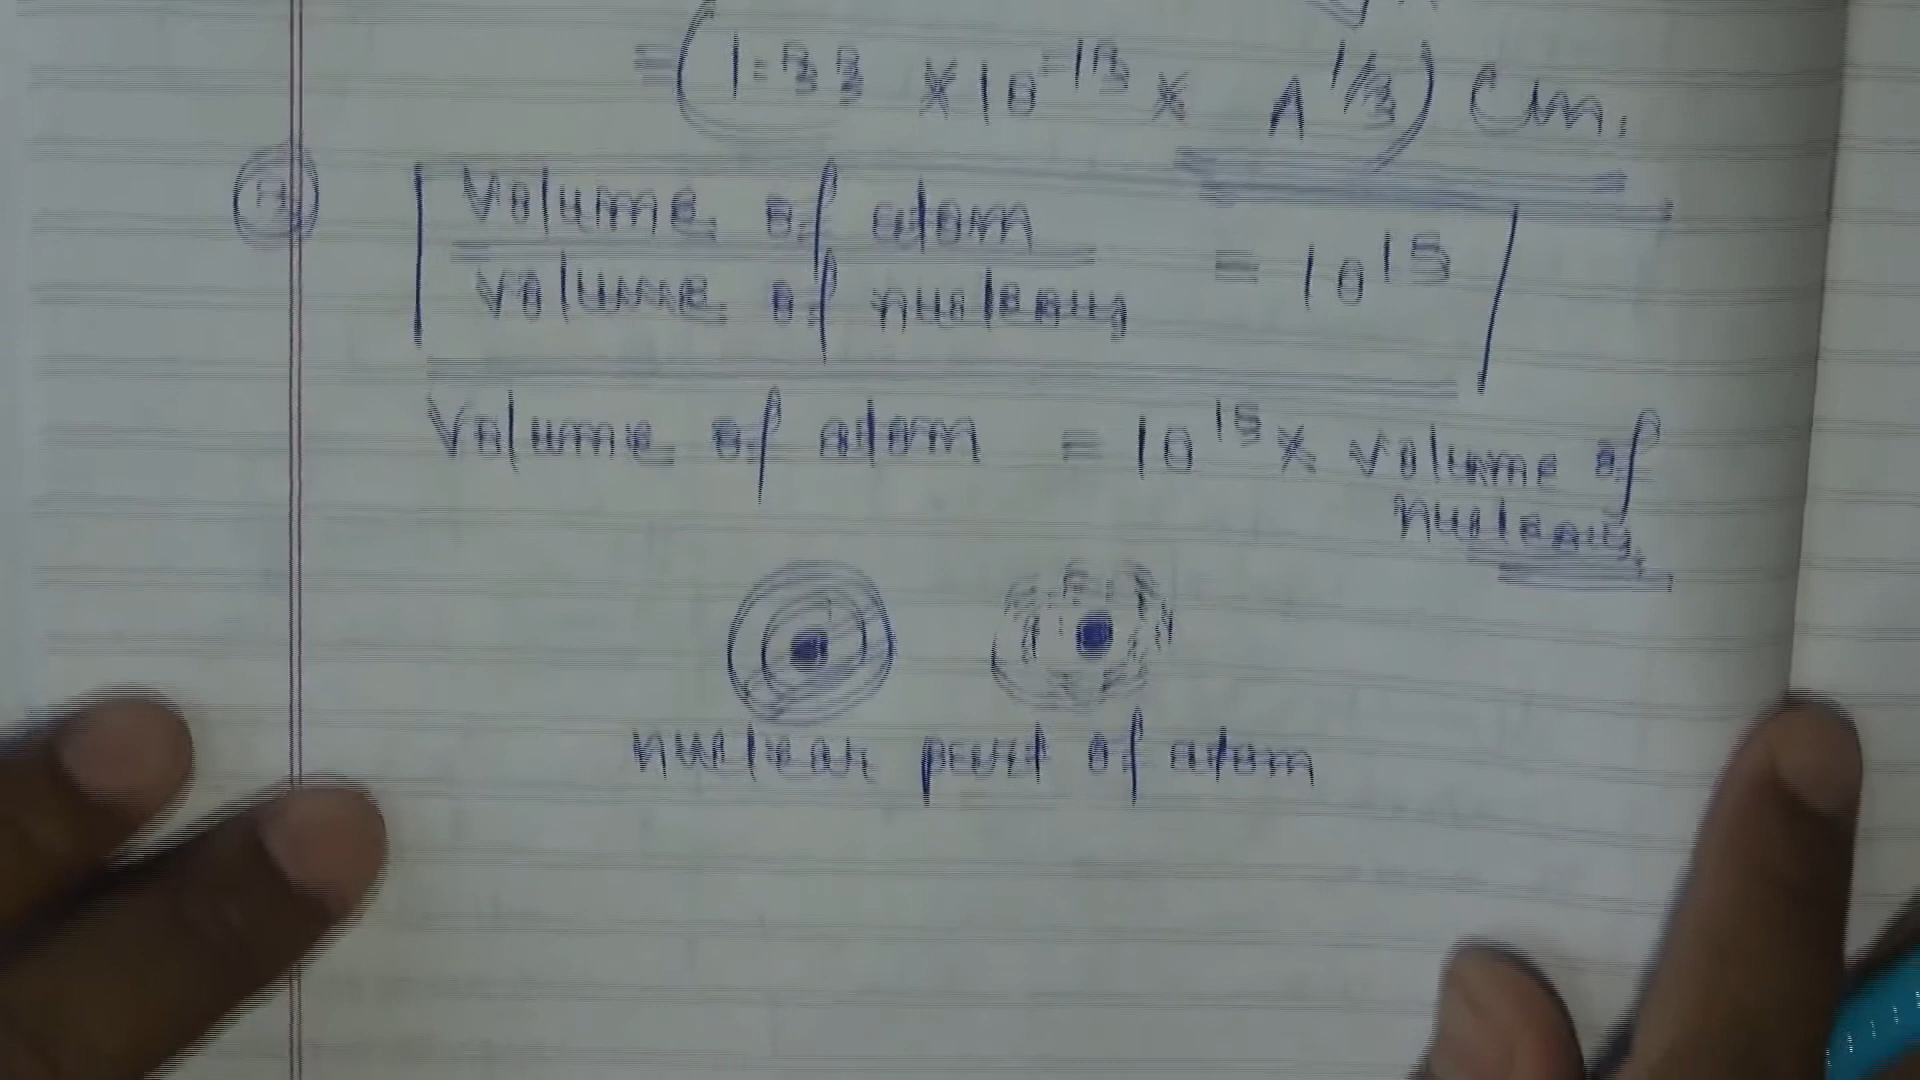 = (1.33 × 10⁻¹³ × A^1/3) cm.
Volume of atom
Volume of nucleus
= 10¹⁵
Volume of atom = 10¹⁵ × volume of
nucleus.
nuclear part of atom